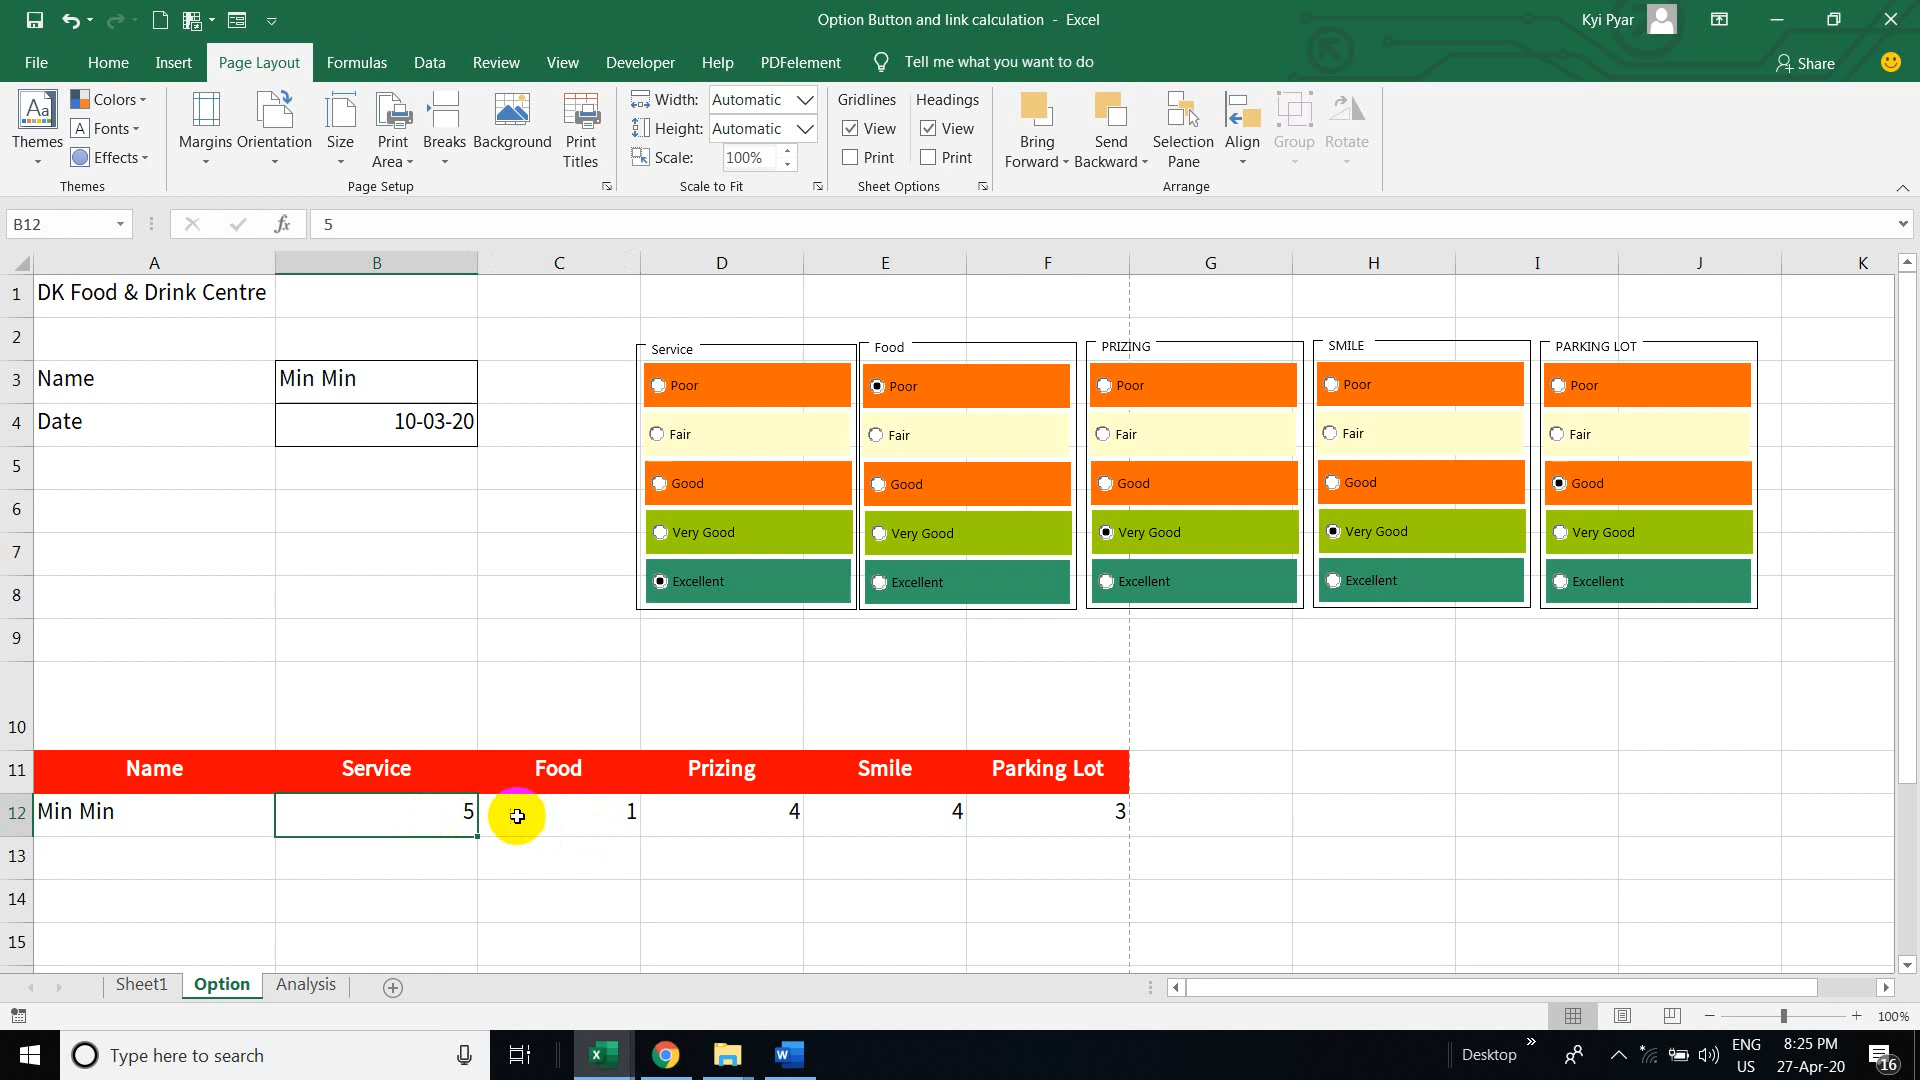 Option Button and link calculation - Excel
Kyi Pyar
File Home Insert Page Layout Formulas Data Review View Developer Help PDFelement Tell me what you want to do Share
Themes
Colors
Fonts
Effects
Themes
Margins Orientation Size Print Area Breaks Background Print Titles
Page Setup
Width: Automatic
Height: Automatic
Scale: 100%
Scale to Fit
Gridlines Headings
View View
Print Print
Sheet Options
Bring Forward Send Backward Selection Pane Align Group Rotate
Arrange
B12 fx 5
A B C D E F G H I J K
1 DK Food & Drink Centre
2
3 Name Min Min
4 Date 10-03-20
5
6
7
8
9
10
Service
Poor
Fair
Good
Very Good
Excellent
Food
Poor
Fair
Good
Very Good
Excellent
PRIZING
Poor
Fair
Good
Very Good
Excellent
SMILE
Poor
Fair
Good
Very Good
Excellent
PARKING LOT
Poor
Fair
Good
Very Good
Excellent
11 Name Service Food Prizing Smile Parking Lot
12 Min Min 5 1 4 4 3
13
14
15
Sheet1 Option Analysis
100%
Type here to search
Desktop
ENG
US
8:25 PM
27-Apr-20
16